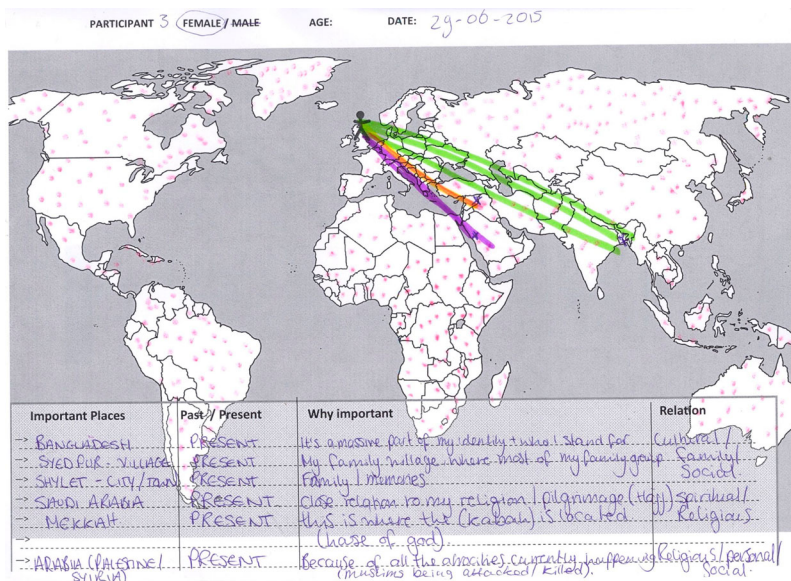 PARTICIPANT 3 FEMALE / MALE AGE: DATE: 29-06-2015
Important Places Past / Present Why important Relation
→ BANGLADESH PRESENT It's a massive part of my identity + who I stand for Cultural /
→ SYEDPUR - VILLAGE PRESENT My family village where most of my family group Family /
Social
→ SHYLET - CITY / TOWN PRESENT Family / memories
→ SAUDI ARABIA PRESENT Close relation to my religion / pilgrimage (Hajj) Spiritual /
→ MEKKAH PRESENT this is where the (Kabah) is located Religious
→ (house of god).
→ ARABIA (PALESTINE / PRESENT Because of all the atrocities currently happening Religious / personal /
SYRIA) (muslims being attacked / killed). social.